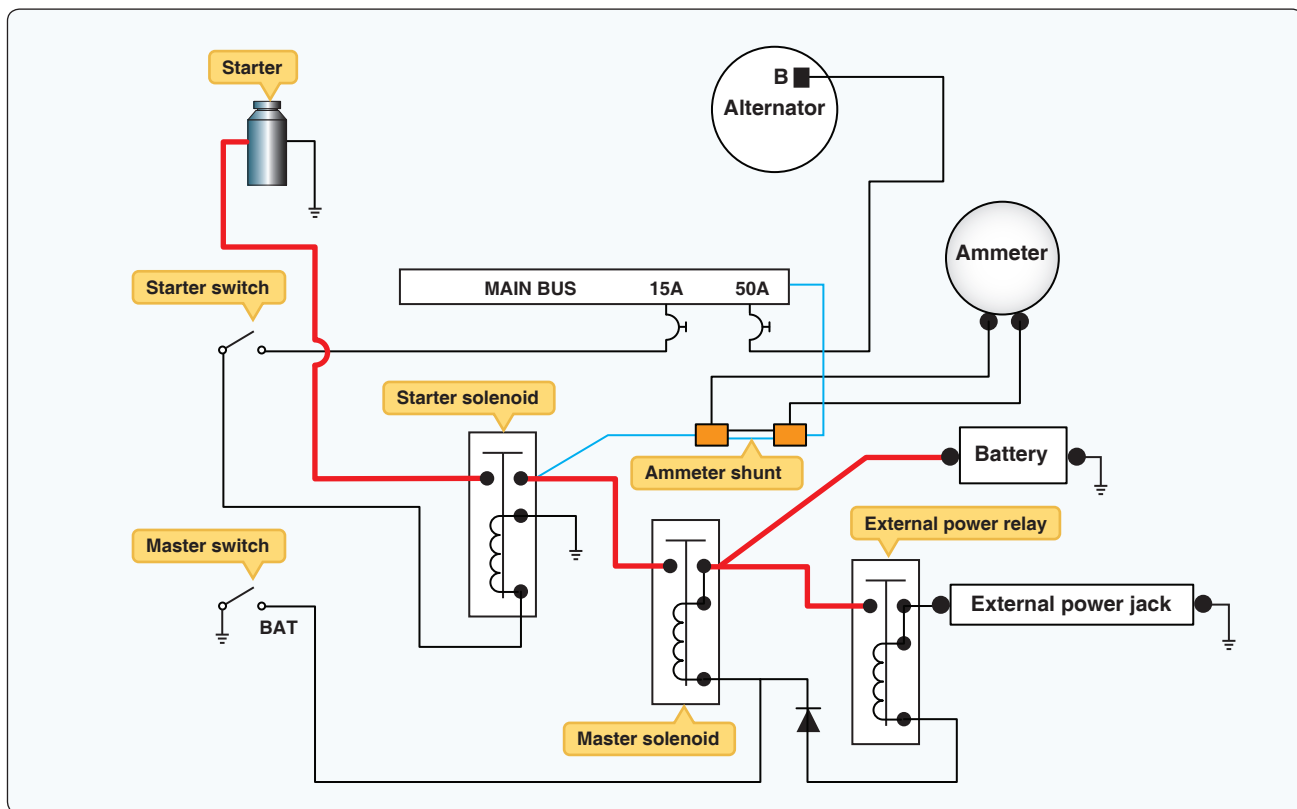 Starter
B
Alternator
Ammeter
Starter switch
MAIN BUS 15A 50A
Starter solenoid
Ammeter shunt
Battery
External power relay
Master switch
BAT
External power jack
Master solenoid